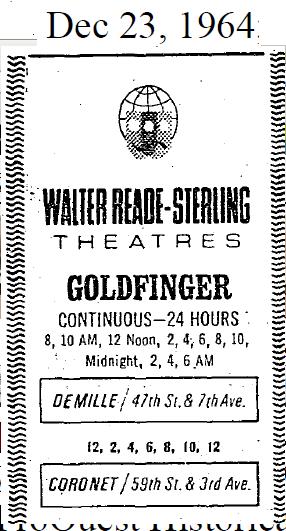 Dec 23, 1964
WALTER READE-STERLING
THEATRES
GOLDFINGER
CONTINUOUS—24 HOURS
8, 10 AM, 12 Noon, 2, 4, 6, 8, 10,
Midnight, 2, 4, 6 AM
DEMILLE / 47th St. & 7th Ave.
12, 2, 4, 6, 8, 10, 12
CORONET / 59th St. & 3rd Ave.